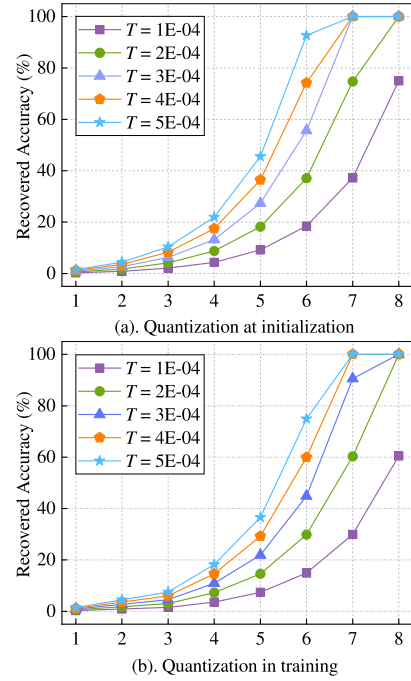 100
80
60
40
20
0
Recovered Accuracy (%)
T = 1E-04
T = 2E-04
T = 3E-04
T = 4E-04
T = 5E-04
1 2 3 4 5 6 7 8
(a). Quantization at initialization
100
80
60
40
20
0
Recovered Accuracy (%)
T = 1E-04
T = 2E-04
T = 3E-04
T = 4E-04
T = 5E-04
1 2 3 4 5 6 7 8
(b). Quantization in training